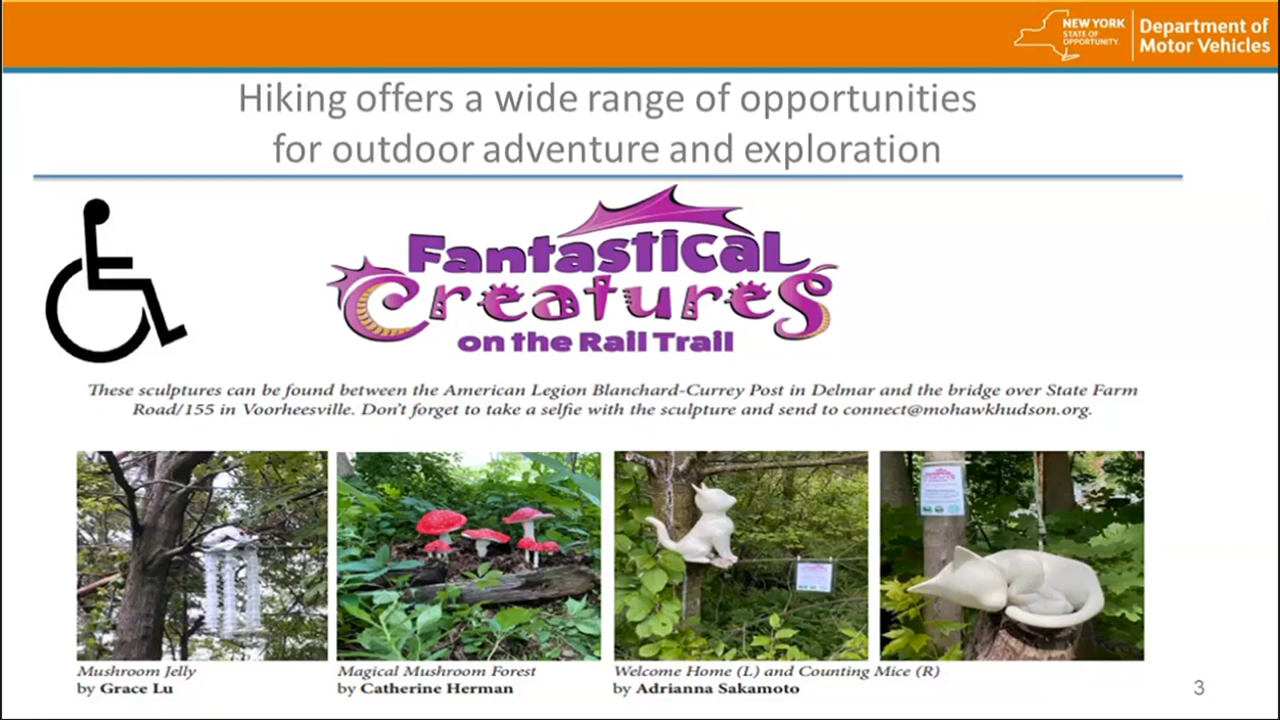 NEW YORK
STATE OF
OPPORTUNITY.
Department of
Motor Vehicles
Hiking offers a wide range of opportunities
for outdoor adventure and exploration
Fantastical
Creatures
on the Rail Trail
These sculptures can be found between the American Legion Blanchard-Currey Post in Delmar and the bridge over State Farm
Road/155 in Voorheesville. Don't forget to take a selfie with the sculpture and send to connect@mohawkhudson.org.
Mushroom Jelly
by Grace Lu
Magical Mushroom Forest
by Catherine Herman
Welcome Home (L) and Counting Mice (R)
by Adrianna Sakamoto
3